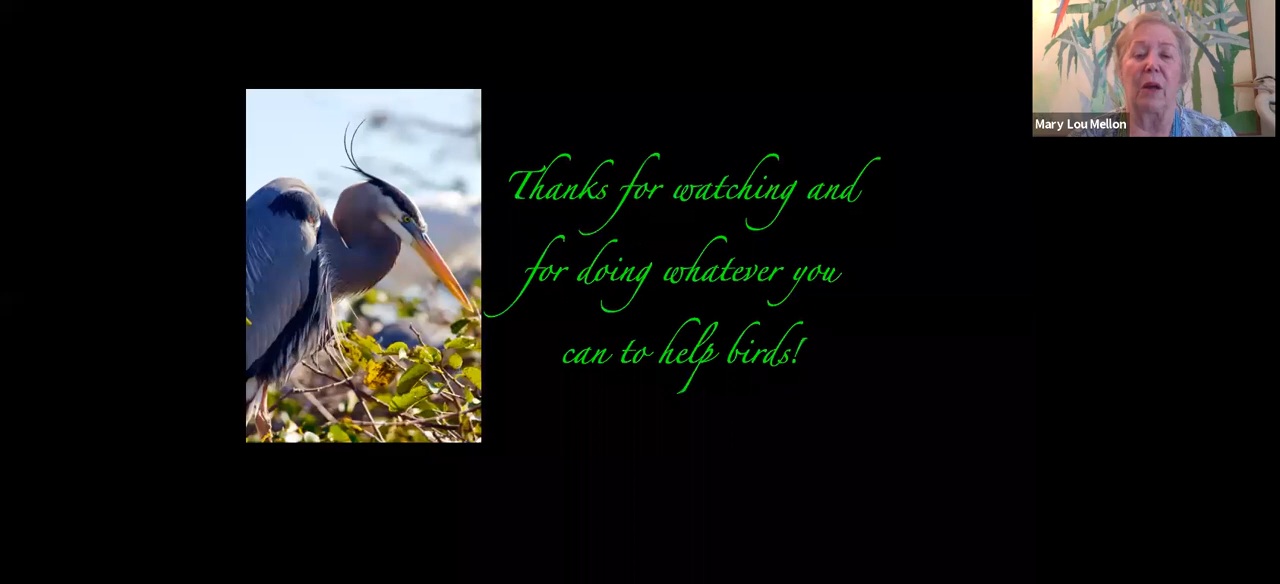 Mary Lou Mellon
Thanks for watching and
for doing whatever you
can to help birds!